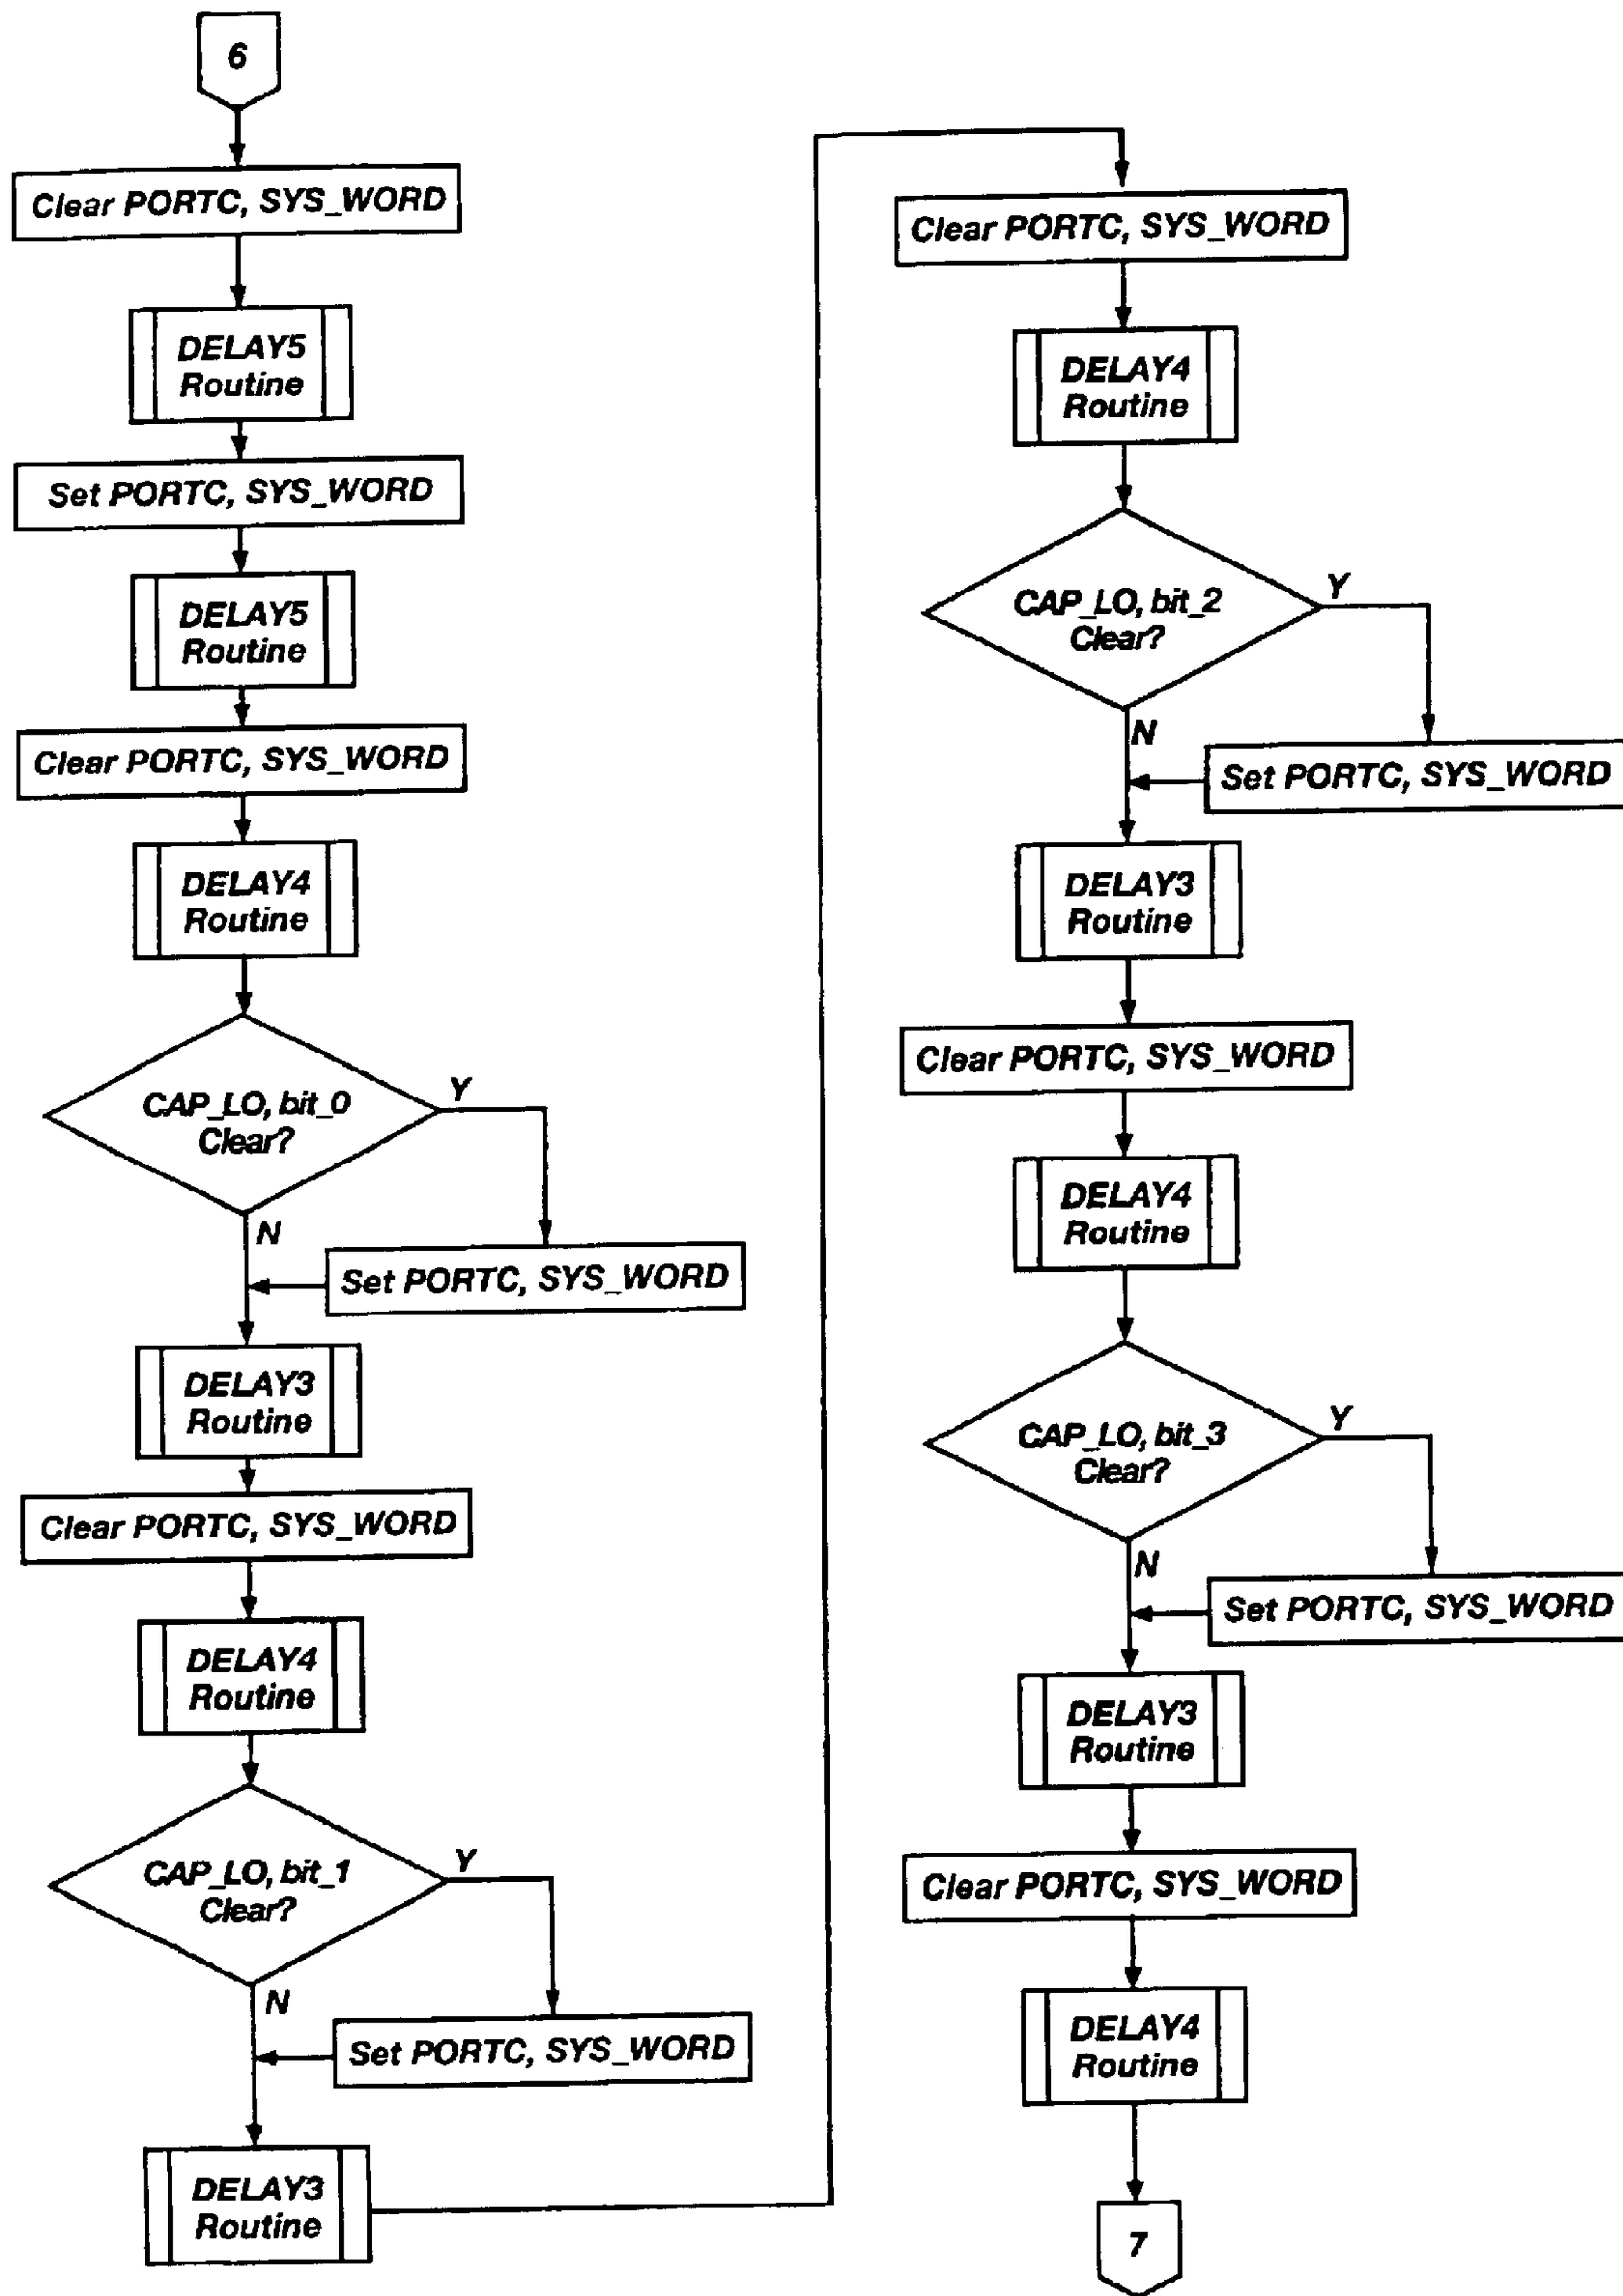 6
Clear PORTC, SYS_WORD
DELAY5
Routine
Set PORTC, SYS_WORD
DELAY5
Routine
Clear PORTC, SYS_WORD
DELAY4
Routine
CAP_LO, bit_0
Clear?
Y
N
Set PORTC, SYS_WORD
DELAY3
Routine
Clear PORTC, SYS_WORD
DELAY4
Routine
CAP_LO, bit_1
Clear?
Y
N
Set PORTC, SYS_WORD
DELAY3
Routine
Clear PORTC, SYS_WORD
DELAY4
Routine
CAP_LO, bit_2
Clear?
Y
N
Set PORTC, SYS_WORD
DELAY3
Routine
Clear PORTC, SYS_WORD
DELAY4
Routine
CAP_LO, bit_3
Clear?
Y
N
Set PORTC, SYS_WORD
DELAY3
Routine
Clear PORTC, SYS_WORD
DELAY4
Routine
7